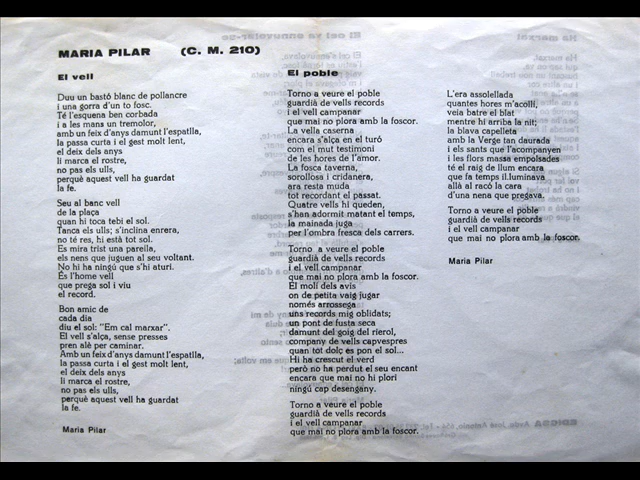 MARIA PILAR (C. M. 210)
El vell
Duu un bastó blanc de pollancre
i una gorra d'un to fosc.
Té l'esquena ben corbada
i a les mans un tremolor,
amb un feix d'anys damunt l'espatlla,
la passa curta i el gest molt lent,
el deix dels anys
li marca el rostre,
no pas els ulls,
perquè aquest vell ha guardat
la fe.
Seu al banc vell
de la plaça
quan hi toca tebi el sol.
Tanca els ulls; s'inclina enrera,
no té res, hi està tot sol.
Es mira trist una parella,
els nens que juguen al seu voltant.
No hi ha ningú que s'hi aturi.
És l'home vell
que prega sol i viu
el record.
Bon amic de
cada dia
diu el sol: "Em cal marxar".
El vell s'alça, sense presses
pren alè per caminar.
Amb un feix d'anys damunt l'espatlla,
la passa curta i el gest molt lent,
el deix dels anys
li marca el rostre,
no pas els ulls,
perquè aquest vell ha guardat
la fe.
Maria Pilar
El poble
Torno a veure el poble
guardià de vells records
i el vell campanar
que mai no plora amb la foscor.
La vella caserna
encara s'alça en el turó
com el mut testimoni
de les hores de l'amor.
La fosca taverna,
sorollosa i cridanera,
ara resta muda
tot recordant el passat.
Quatre vells hi queden,
s'han adormit matant el temps,
la mainada juga
per l'ombra fresca dels carrers.
Torno a veure el poble
guardià de vells records
i el vell campanar
que mai no plora amb la foscor.
El molí dels avis
on de petita vaig jugar
només arrossega
uns records mig oblidats;
un pont de fusta seca
damunt del goig del rierol,
company de vells capvespres
quan tot dolç es pon el sol...
Hi ha crescut el verd
però no ha perdut el seu encant
encara que mai no hi plori
ningú cap desengany.
Torno a veure el poble
guardià de vells records
i el vell campanar
que mai no plora amb la foscor.
L'era assolellada
quantes hores m'acollí,
veia batre el blat
mentre hi arriba la nit;
la blava capelleta
amb la Verge tan daurada
i els sants que l'acompanyen
i les flors massa empolsades
té el raig de llum encara
que fa temps il.luminava
allà al racó la cara
d'una nena que pregava.
Torno a veure el poble
guardià de vells records
i el vell campanar
que mai no plora amb la foscor.
Maria Pilar